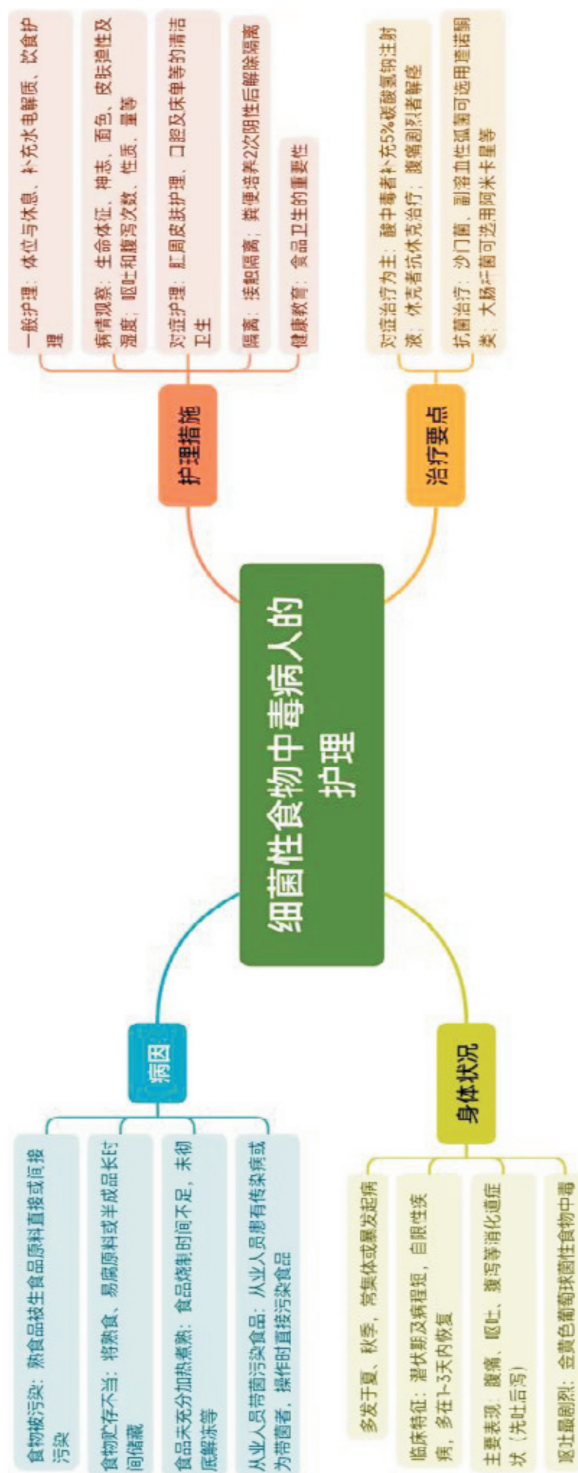 细菌性食物中毒病人的
护理
病因
食物被污染：熟食品被生食品原料直接或间接
污染
食物贮存不当：将熟食、易腐原料或半成品长时
间储藏
食品天充分加热煮熟：食品烧制时间不足，未彻
底解冻等
从业人员带菌污染食品：从业人员患有传染病或
为带菌者，操作时直接污染食品
身体状况
多发于夏、秋季，常集体或暴发起病
临床特征：潜伏期及病程短，自限性疾
病，多在1-3天内恢复
主要表现：腹痛、呕吐、腹泻等消化道症
状（先吐后泻）
呕吐最剧烈：金黄色葡萄球菌性食物中毒
护理措施
一般护理：体位与休息、补充水电解质、饮食护
理
病情观察：生命体征、神志、面色、皮肤弹性及
湿度；呕吐和腹泻次数、性质、量等
对症护理：肛周皮肤护理、口腔及床单等的清洁
卫生
隔离：接触隔离；粪便培养2次阴性后解除隔离
健康教育：食品卫生的重要性
治疗要点
对症治疗为主：酸中毒者补充5%碳酸氢钠注射
液；休克者抗休克治疗；腹痛剧烈者解痉
抗菌治疗：沙门菌、副溶血性弧菌可选用喹诺酮
类；大肠杆菌可选用阿米卡星等